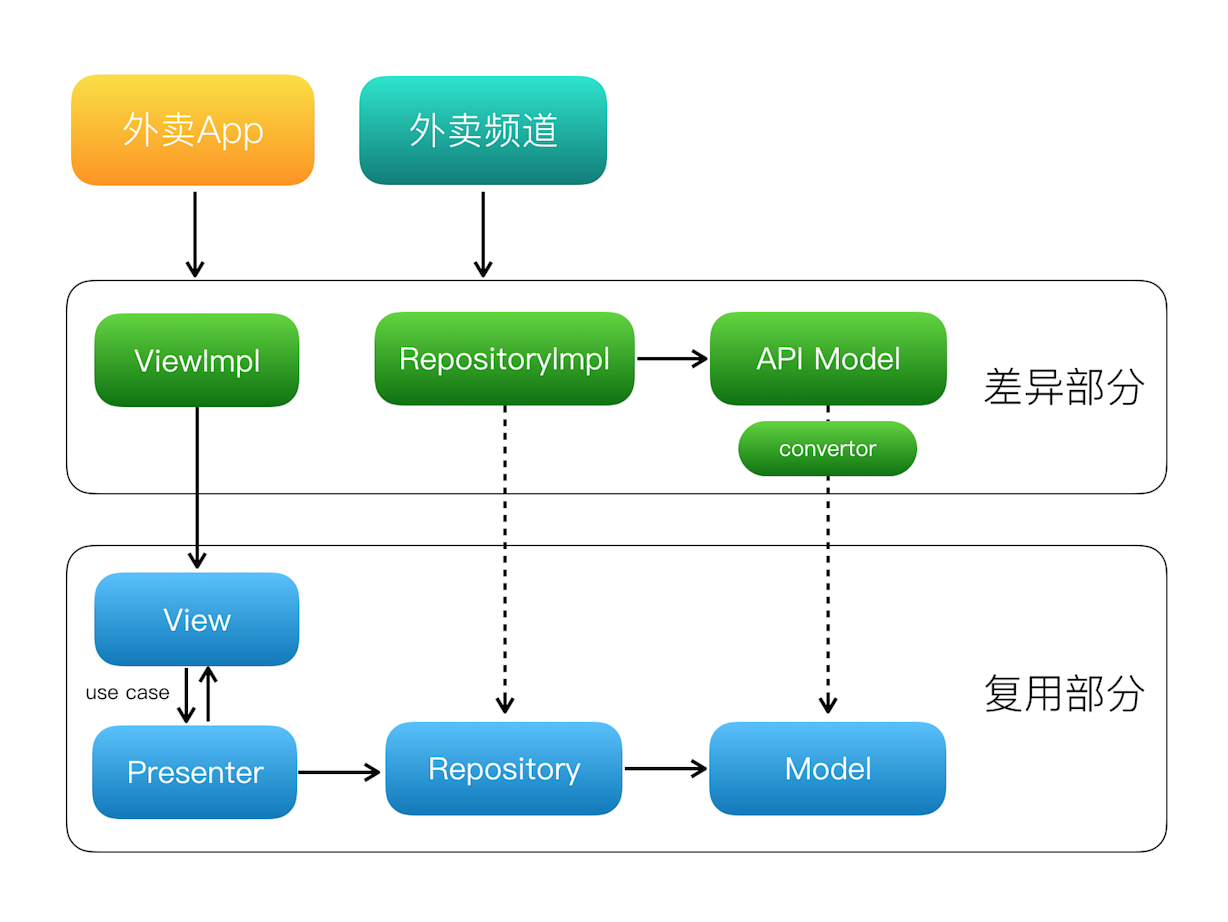 外卖App
外卖频道
ViewImpl
RepositoryImpl
API Model
差异部分
convertor
View
use case
复用部分
Presenter
Repository
Model